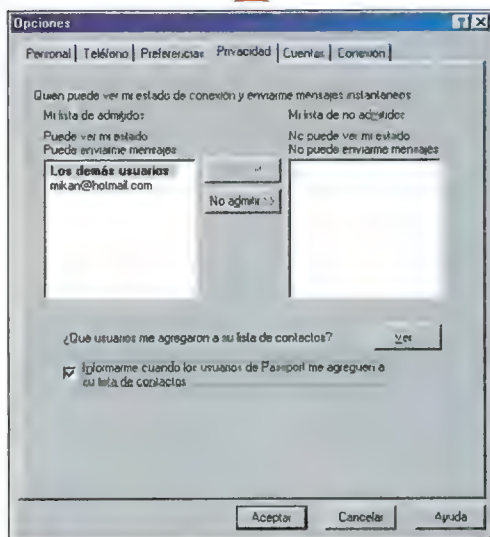 Opciones
Personal Teléfono Preferencias Privacidad Cuentas Conexión
Quien puede ver mi estado de conexión y enviarme mensajes instantáneos
Mi lista de admitidos
Puede ver mi estado
Puede enviarme mensajes
Los demás usuarios
mikan@hotmail.com
No admitir >>
Mi lista de no admitidos
No puede ver mi estado
No puede enviarme mensajes
¿Qué usuarios me agregaron a su lista de contactos? Ver
Informarme cuando los usuarios de Passport me agreguen a
su lista de contactos
Aceptar Cancelar Ayuda